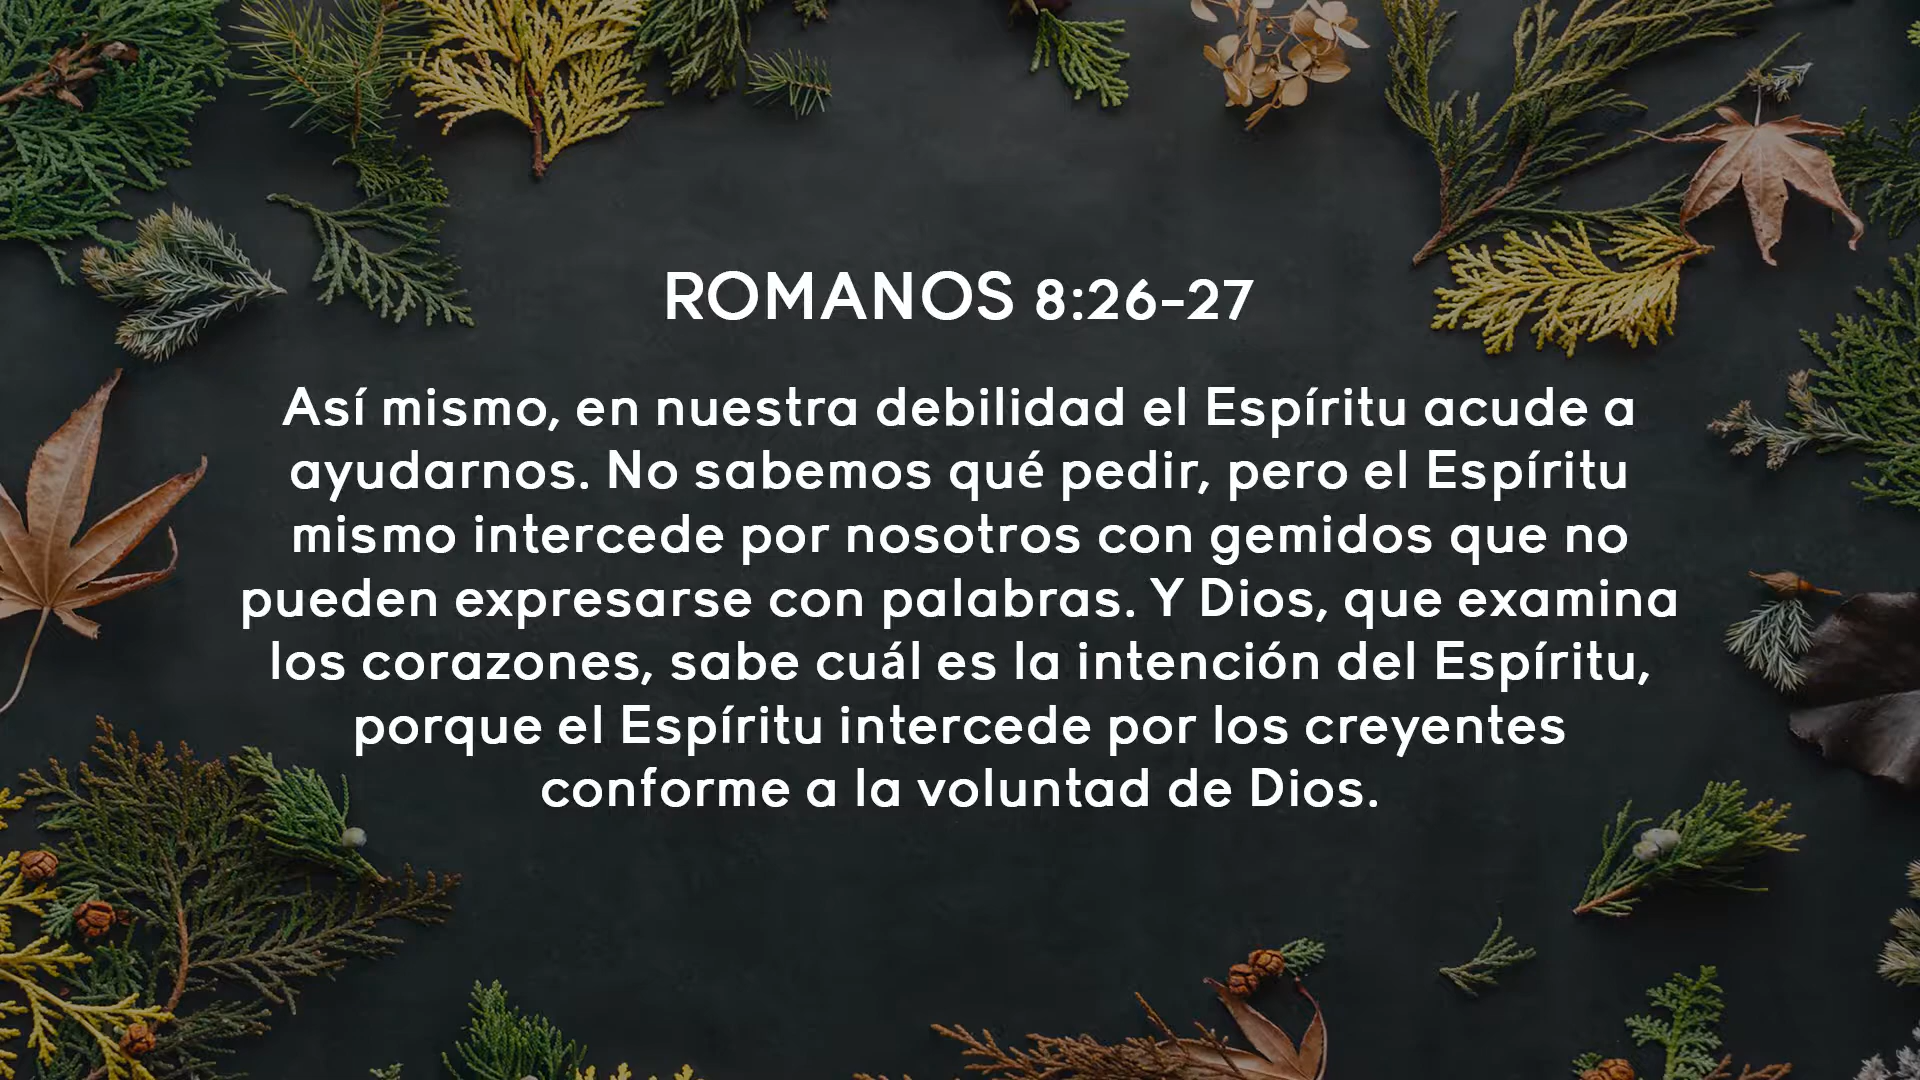 ROMANOS 8:26-27
Así mismo, en nuestra debilidad el Espíritu acude a
ayudarnos. No sabemos qué pedir, pero el Espíritu
mismo intercede por nosotros con gemidos que no
pueden expresarse con palabras. Y Dios, que examina
los corazones, sabe cuál es la intención del Espíritu,
porque el Espíritu intercede por los creyentes
conforme a la voluntad de Dios.